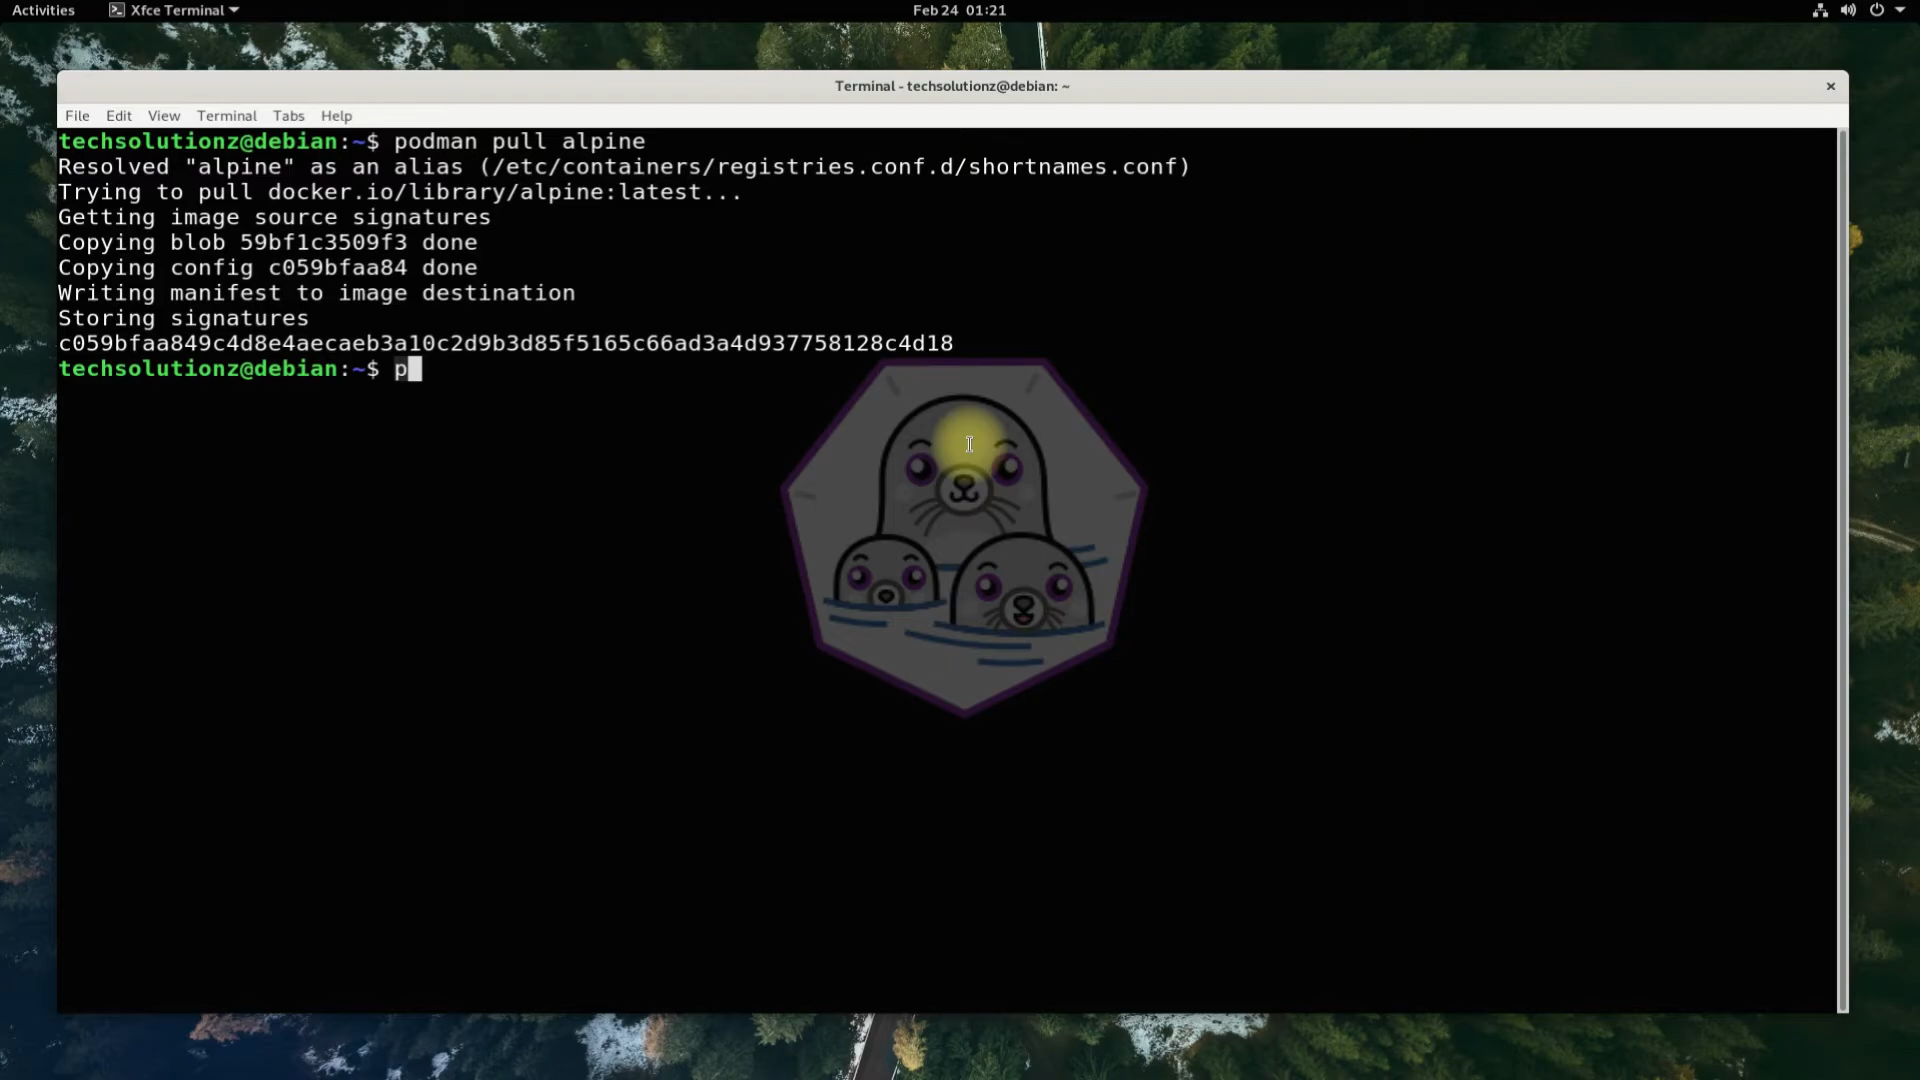 Activities Xfce Terminal Feb 24 01:21
Terminal - techsolutionz@debian: ~
File Edit View Terminal Tabs Help
techsolutionz@debian:~$ podman pull alpine
Resolved "alpine" as an alias (/etc/containers/registries.conf.d/shortnames.conf)
Trying to pull docker.io/library/alpine:latest...
Getting image source signatures
Copying blob 59bf1c3509f3 done
Copying config c059bfaa84 done
Writing manifest to image destination
Storing signatures
c059bfaa849c4d8e4aecaeb3a10c2d9b3d85f5165c66ad3a4d937758128c4d18
techsolutionz@debian:~$ p